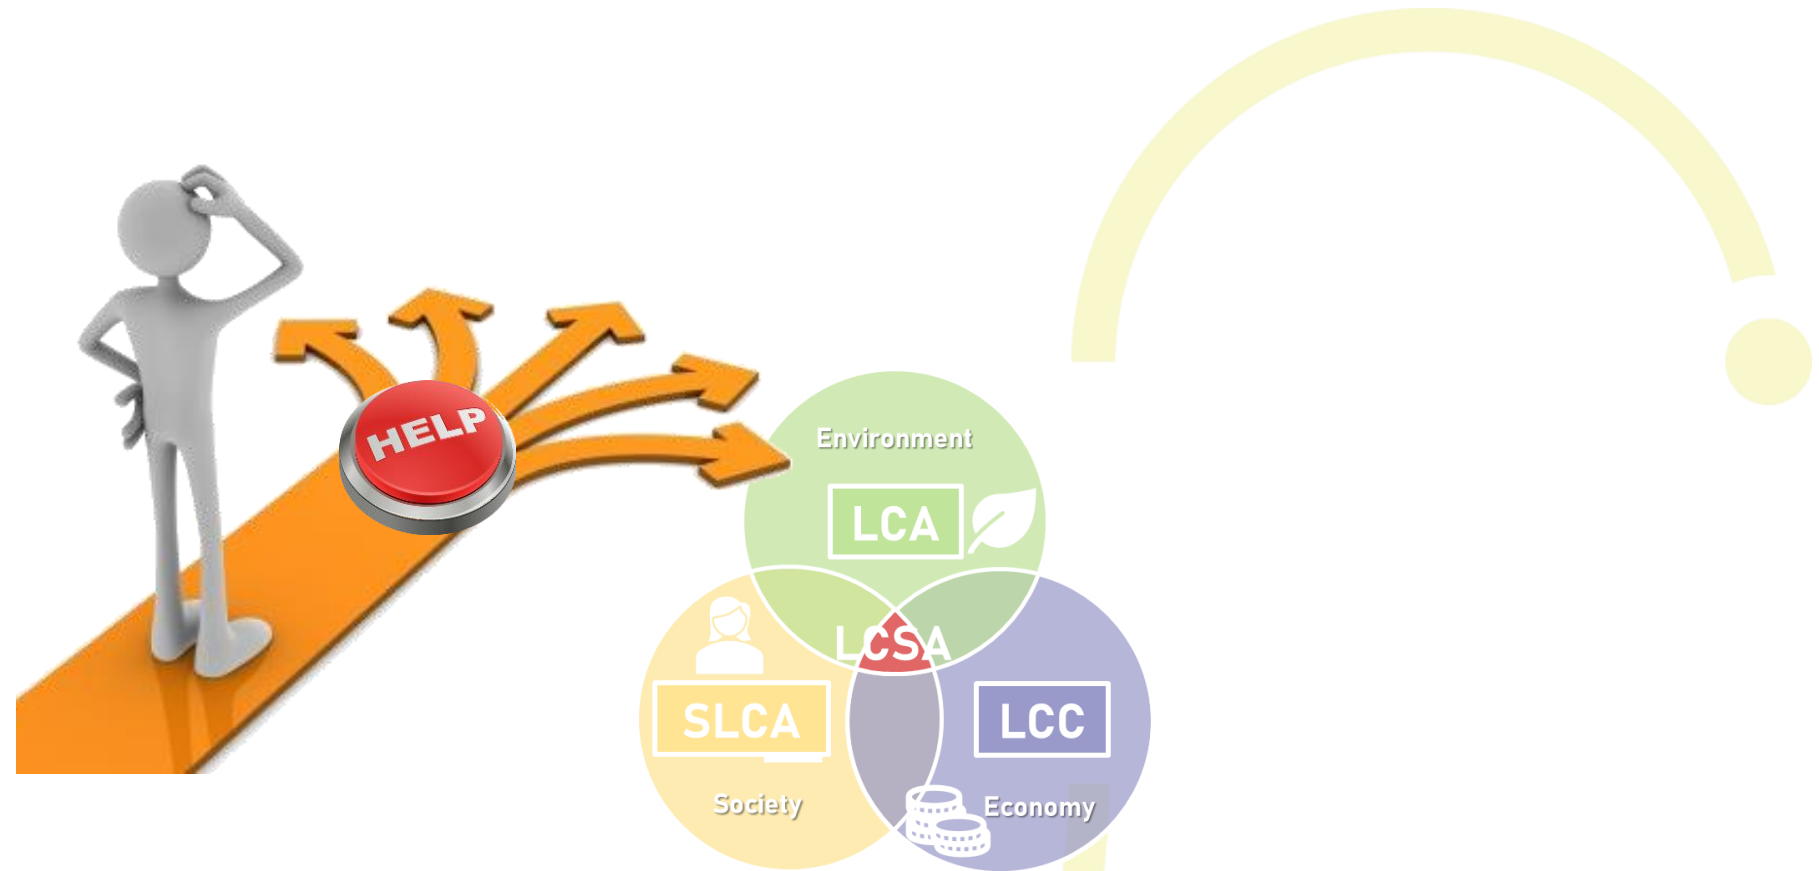 HELP
Environment
LCA
LCSA
SLCA
LCC
Society
Economy